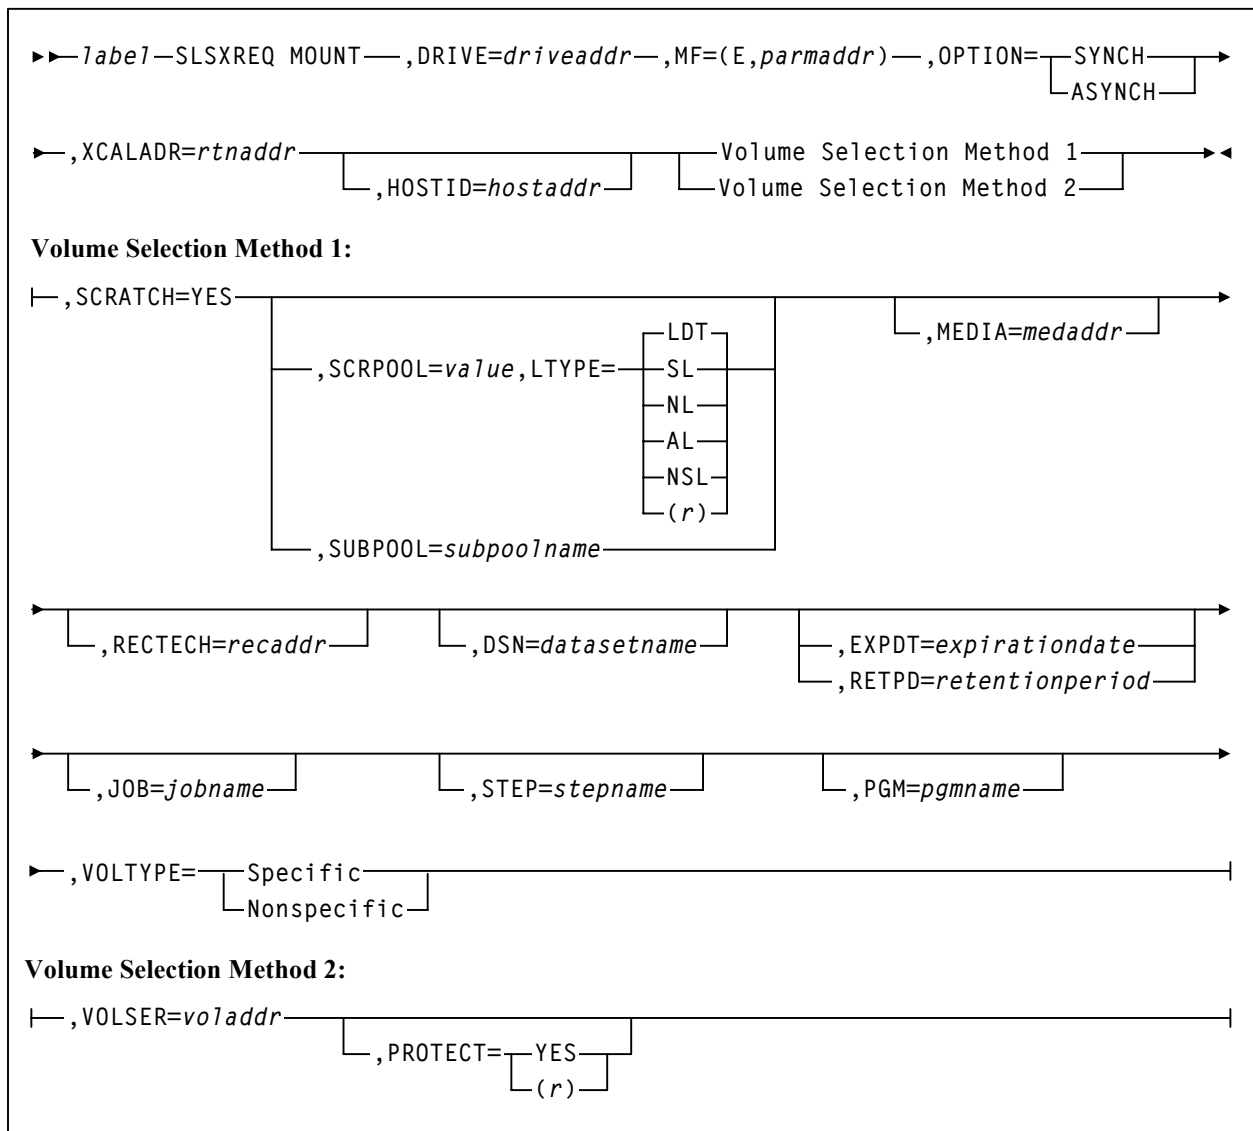 label SLSXREQ MOUNT ,DRIVE=driveaddr ,MF=(E,parmaddr) ,OPTION= SYNCH
ASYNCH
,XCALADR=rtnaddr Volume Selection Method 1
,HOSTID=hostaddr Volume Selection Method 2
Volume Selection Method 1:
,SCRATCH=YES
LDT ,MEDIA=medaddr
,SCRPOOL=value,LTYPE= SL
NL
AL
NSL
(r)
,SUBPOOL=subpoolname
,RECTECH=recaddr ,DSN=datasetname ,EXPDT=expirationdate
,RETPD=retentionperiod
,JOB=jobname ,STEP=stepname ,PGM=pgmname
,VOLTYPE= Specific
Nonspecific
Volume Selection Method 2:
,VOLSER=voladdr
,PROTECT= YES
(r)